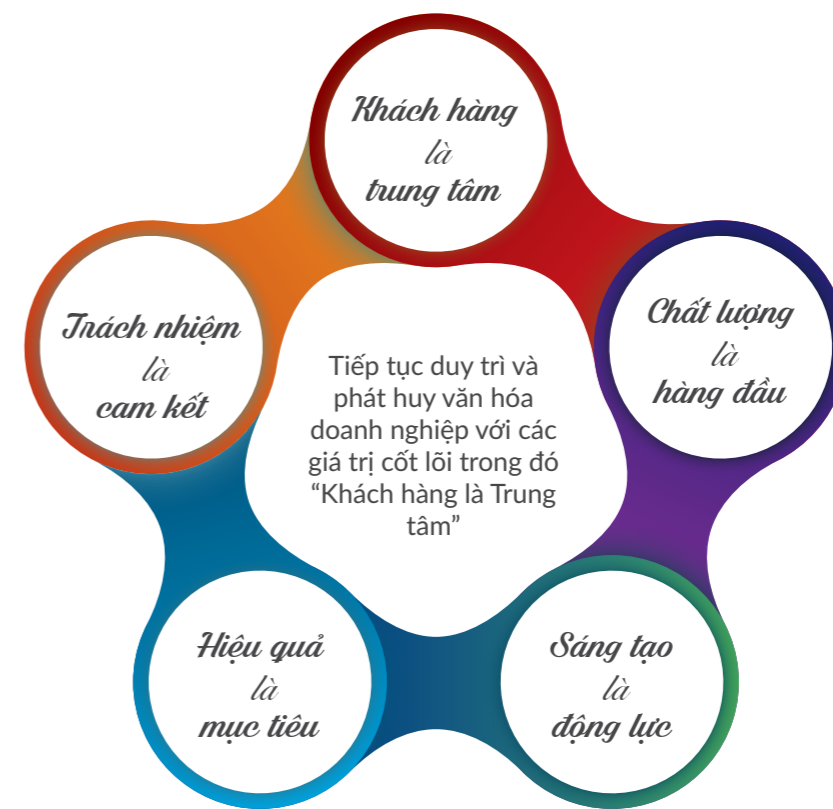 Khách hàng
là
trung tâm
Trách nhiệm
là
cam kết
Chất lượng
là
hàng đầu
Tiếp tục duy trì và
phát huy văn hóa
doanh nghiệp với các
giá trị cốt lõi trong đó
“Khách hàng là Trung
tâm”
Hiệu quả
là
mục tiêu
Sáng tạo
là
động lực